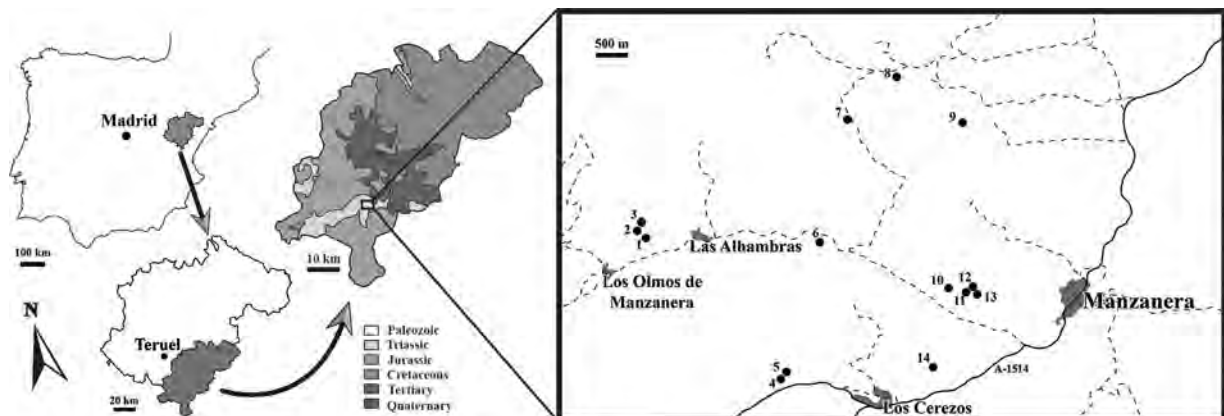 Madrid
100 km
N
Teruel
20 km
10 km
Paleozoic
Triassic
Jurassic
Cretaceous
Tertiary
Quaternary
500 m
8
7
9
3
2
1
Las Alhambras
6
Los Olmos de
Manzanera
10
12
11
13
Manzanera
5
4
14
A-1514
Los Cerezos